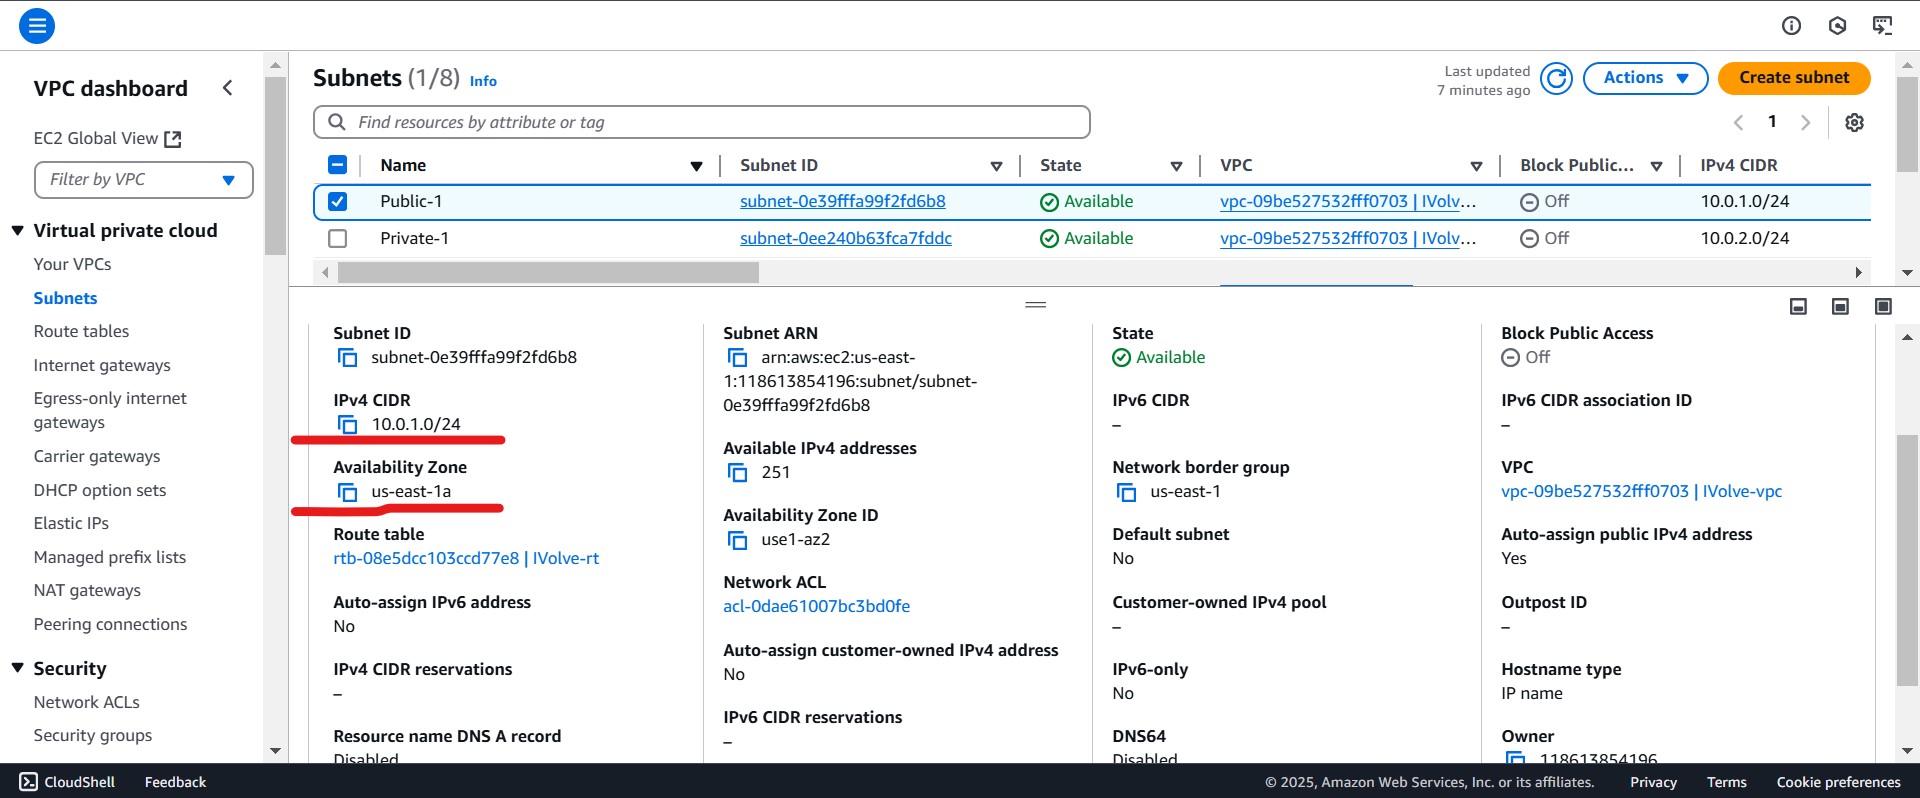 VPC dashboard
EC2 Global View
Filter by VPC
Virtual private cloud
Your VPCs
Subnets
Route tables
Internet gateways
Egress-only internet
gateways
Carrier gateways
DHCP option sets
Elastic IPs
Managed prefix lists
NAT gateways
Peering connections
Security
Network ACLs
Security groups
Subnets (1/8) Info
Last updated
7 minutes ago
Actions
Create subnet
Find resources by attribute or tag
1
Name Subnet ID State VPC Block Public... IPv4 CIDR
Public-1 subnet-0e39fffa99f2fd6b8 Available vpc-09be527532fff0703 | IVolv... Off 10.0.1.0/24
Private-1 subnet-0ee240b63fca7fddc Available vpc-09be527532fff0703 | IVolv... Off 10.0.2.0/24
Subnet ID
subnet-0e39fffa99f2fd6b8
IPv4 CIDR
10.0.1.0/24
Availability Zone
us-east-1a
Route table
rtb-08e5dcc103ccd77e8 | IVolve-rt
Auto-assign IPv6 address
No
IPv4 CIDR reservations
–
Resource name DNS A record
Disabled
Subnet ARN
arn:aws:ec2:us-east-
1:118613854196:subnet/subnet-
0e39fffa99f2fd6b8
Available IPv4 addresses
251
Availability Zone ID
use1-az2
Network ACL
acl-0dae61007bc3bd0fe
Auto-assign customer-owned IPv4 address
No
IPv6 CIDR reservations
–
State
Available
IPv6 CIDR
–
Network border group
us-east-1
Default subnet
No
Customer-owned IPv4 pool
–
IPv6-only
No
DNS64
Disabled
Block Public Access
Off
IPv6 CIDR association ID
–
VPC
vpc-09be527532fff0703 | IVolve-vpc
Auto-assign public IPv4 address
Yes
Outpost ID
–
Hostname type
IP name
Owner
118613854196
CloudShell Feedback © 2025, Amazon Web Services, Inc. or its affiliates. Privacy Terms Cookie preferences